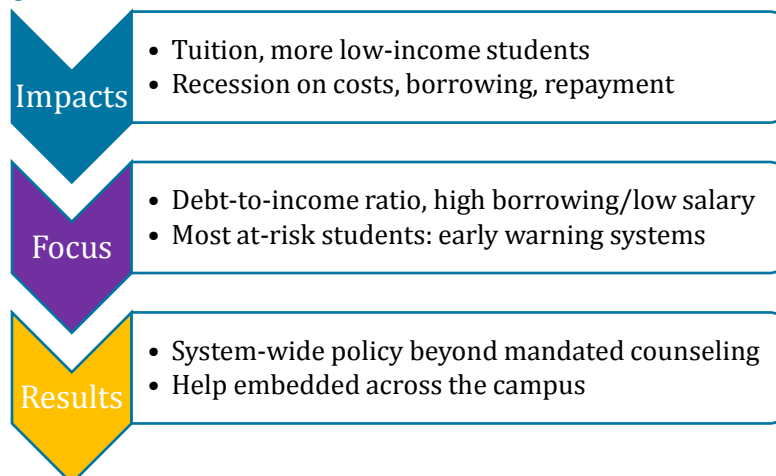 Impacts
• Tuition, more low-income students
• Recession on costs, borrowing, repayment
Focus
• Debt-to-income ratio, high borrowing/low salary
• Most at-risk students: early warning systems
Results
• System-wide policy beyond mandated counseling
• Help embedded across the campus